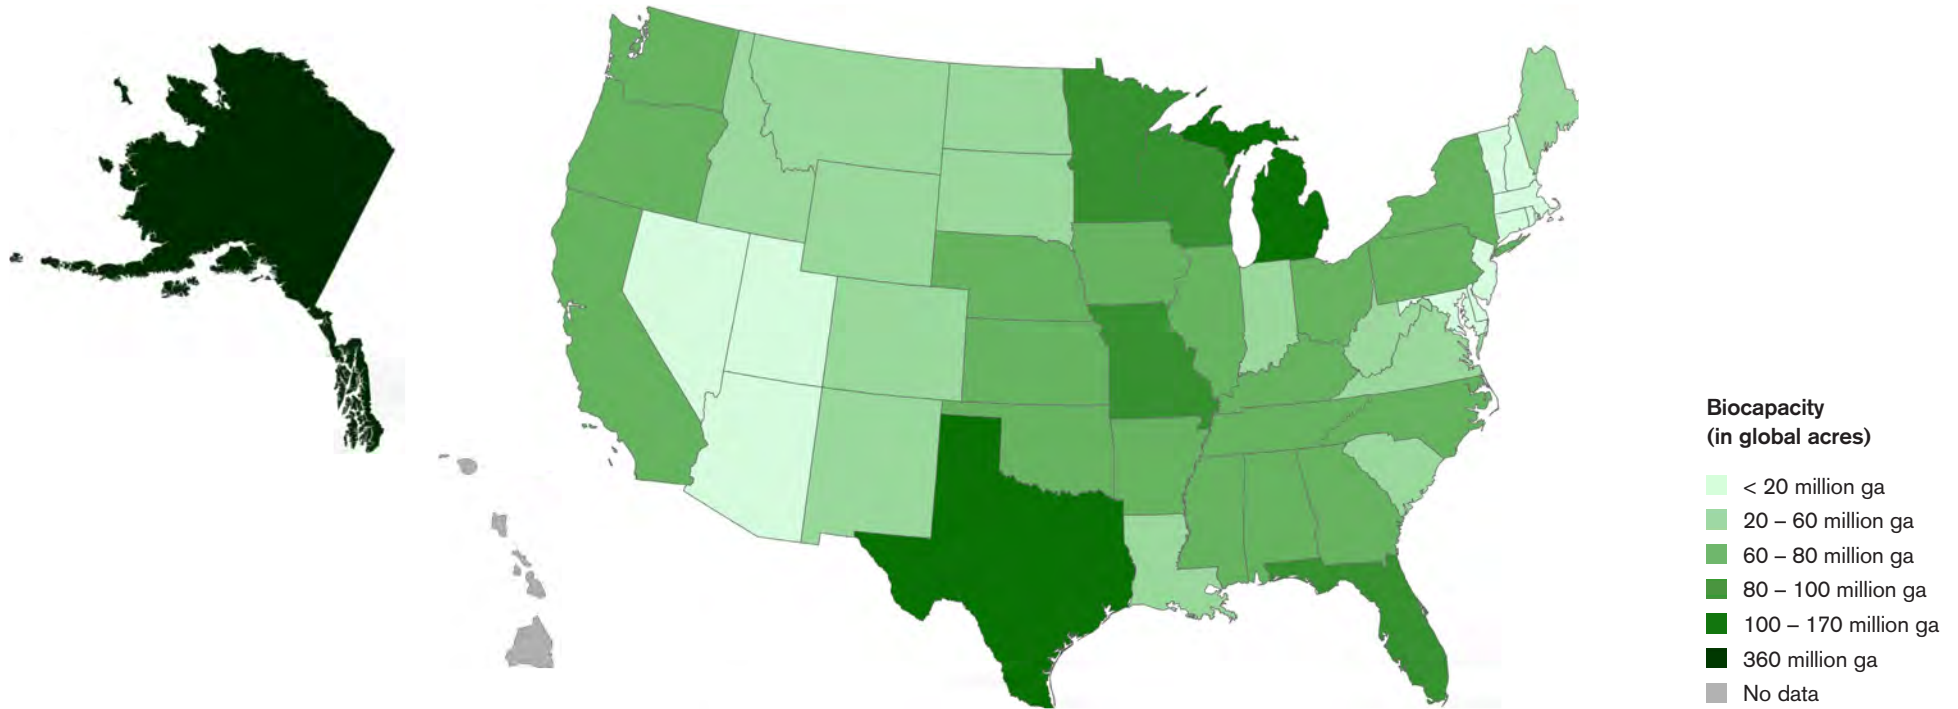 Biocapacity
(in global acres)
< 20 million ga
20 – 60 million ga
60 – 80 million ga
80 – 100 million ga
100 – 170 million ga
360 million ga
No data